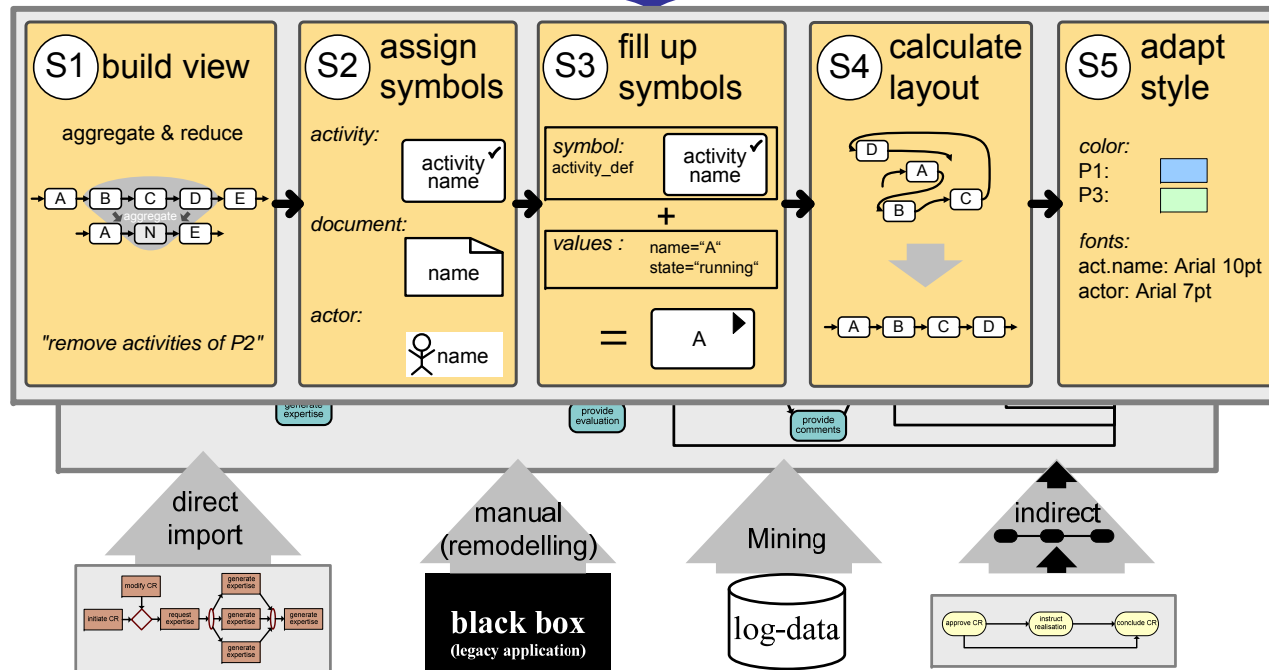 S1 build view
aggregate & reduce
A B C D E
aggregate
A N E
"remove activities of P2"
S2 assign
symbols
activity:
activity
name
document:
name
actor:
name
S3 fill up
symbols
symbol:
activity_def
activity
name
+
values :
name="A“
state="running“
=
A
S4 calculate
layout
D
A
B
C
A B C D
S5 adapt
style
color:
P1:
P3:
fonts:
act.name: Arial 10pt
actor: Arial 7pt
generate
expertise
provide
evaluation
provide
comments
direct
import
manual
(remodelling)
Mining
indirect
modify CR
initiate CR
request
expertise
generate
expertise
generate
expertise
generate
expertise
generate
expertise
black box
(legacy application)
log-data
approve CR
instruct
realisation
conclude CR